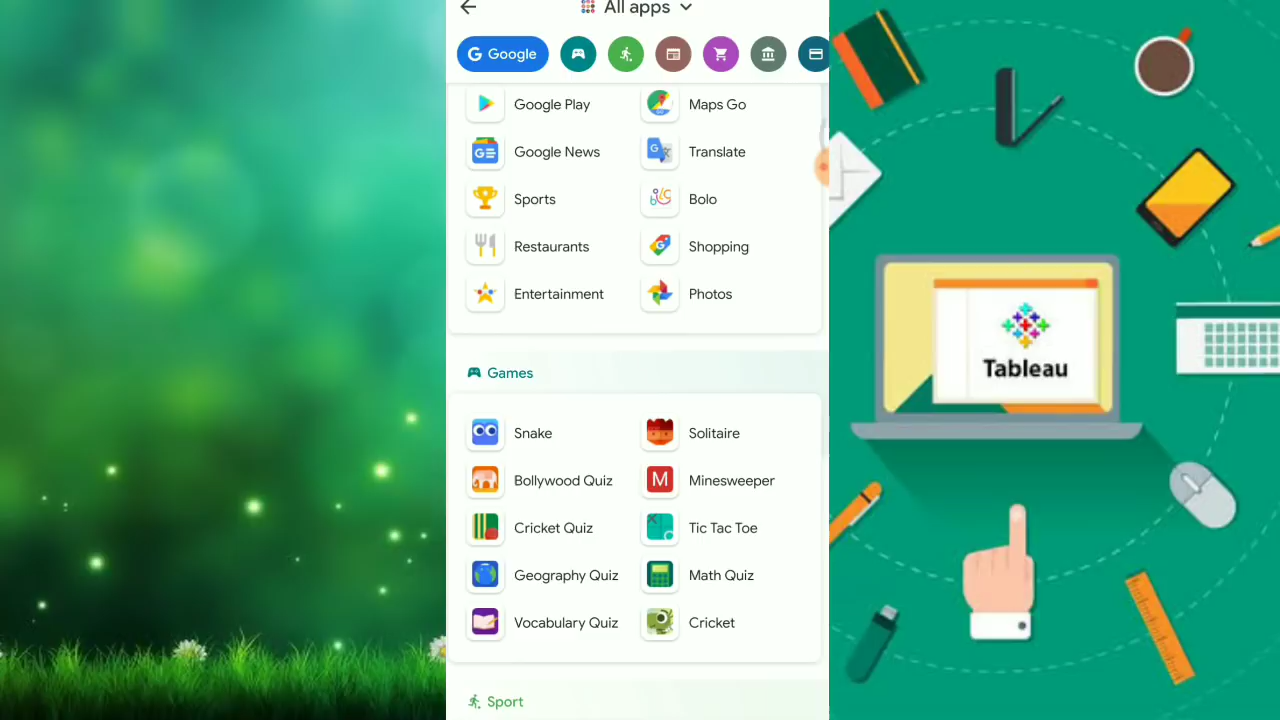 All apps
Google
Google Play
Maps Go
Google News
Translate
Sports
Bolo
Restaurants
Shopping
Entertainment
Photos
Games
Snake
Solitaire
Bollywood Quiz
M
Minesweeper
Cricket Quiz
Tic Tac Toe
Geography Quiz
Math Quiz
Vocabulary Quiz
Cricket
Sport
Tableau